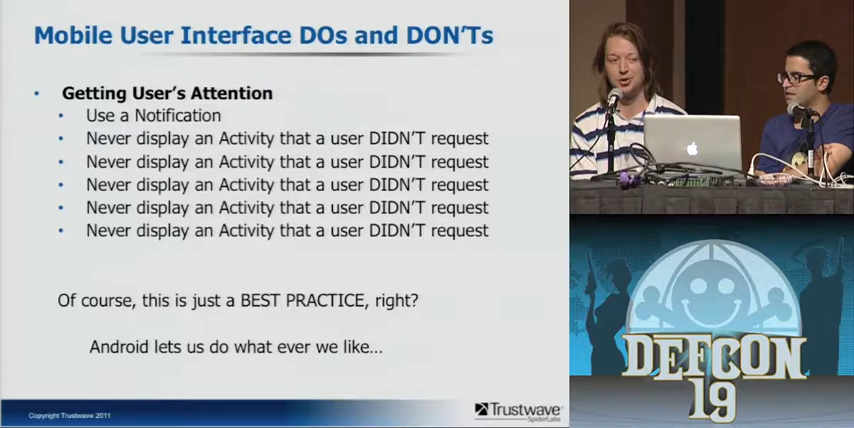 Mobile User Interface DOs and DON'Ts
• Getting User's Attention
• Use a Notification
• Never display an Activity that a user DIDN'T request
• Never display an Activity that a user DIDN'T request
• Never display an Activity that a user DIDN'T request
• Never display an Activity that a user DIDN'T request
• Never display an Activity that a user DIDN'T request
Of course, this is just a BEST PRACTICE, right?
Android lets us do what ever we like...
Copyright Trustwave 2011
Trustwave®
SpiderLabs
DEFCON
19